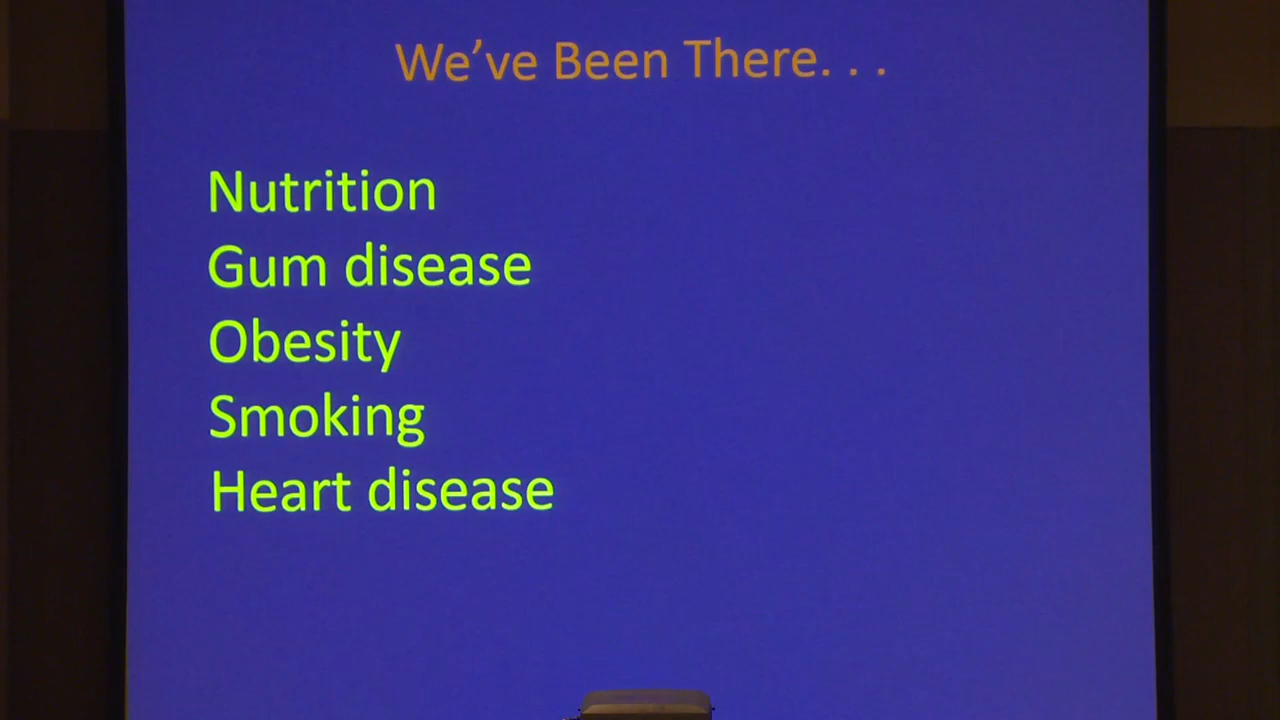 We’ve Been There. . .
Nutrition
Gum disease
Obesity
Smoking
Heart disease